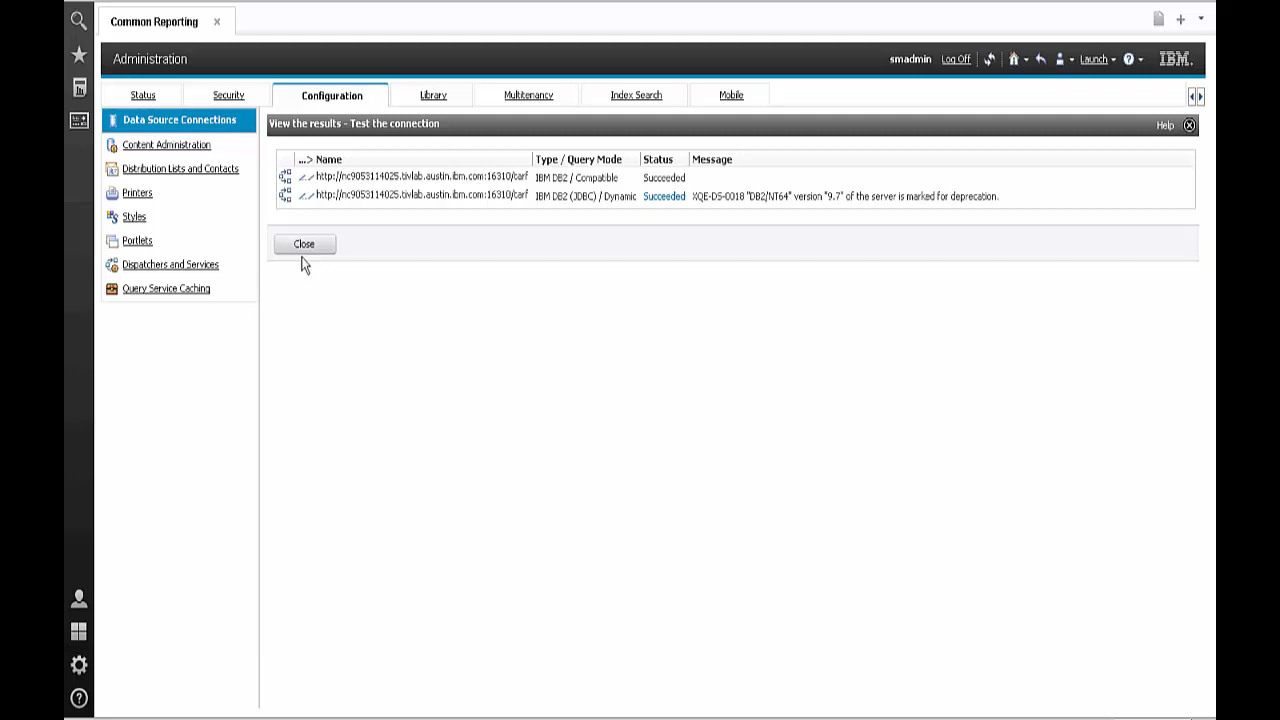 Common Reporting ×
Administration smadmin Log Off Launch IBM.
Status Security Configuration Library Multitenancy Index Search Mobile
Data Source Connections
Content Administration
Distribution Lists and Contacts
Printers
Styles
Portlets
Dispatchers and Services
Query Service Caching
View the results - Test the connection Help
...> Name Type / Query Mode Status Message
http://nc9053114025.tivlab.austin.ibm.com:16310/tarf IBM DB2 / Compatible Succeeded
http://nc9053114025.tivlab.austin.ibm.com:16310/tarf IBM DB2 (JDBC) / Dynamic Succeeded XQE-DS-0018 "DB2/NT64" version "9.7" of the server is marked for deprecation.
Close